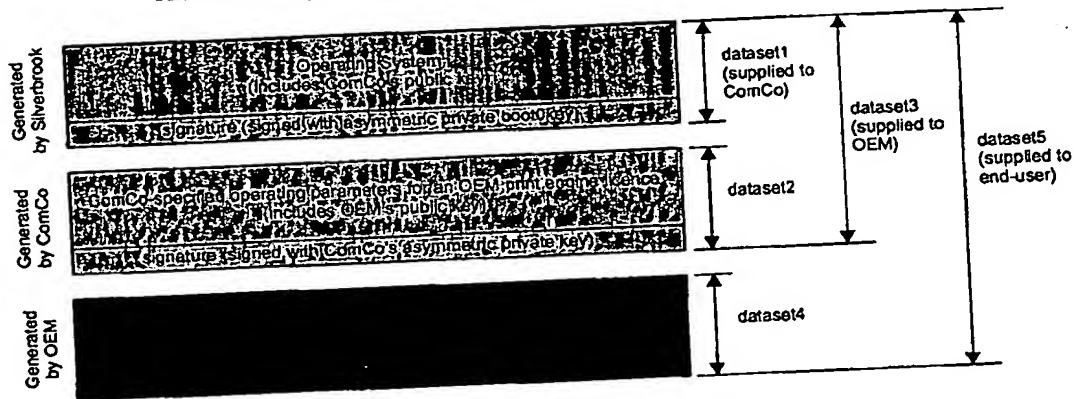 Generated
by Silverbrook
Operating System
(includes ComCo's public key)
signature (signed with asymmetric private boot0key)
dataset1
(supplied to
ComCo)
dataset3
(supplied to
OEM)
dataset5
(supplied to
end-user)
Generated
by ComCo
ComCo-specified operating parameters for an OEM print engine licence
(includes OEM's public key)
signature (signed with ComCo's asymmetric private key)
dataset2
Generated
by OEM
dataset4